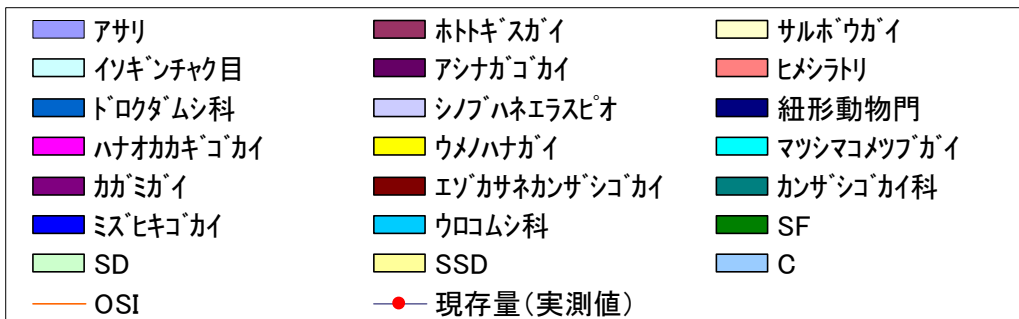 アサリ ホトトギスガイ サルボウガイ
イソギンチャク目 アシナガゴカイ ヒメシラトリ
ドロクダムシ科 シノブハネエラスピオ 紐形動物門
ハナオカカギゴカイ ウメノハナガイ マツシマコメツブガイ
カガミガイ エゾカサネカンザシゴカイ カンザシゴカイ科
ミズヒキゴカイ ウロコムシ科 SF
SD SSD C
OSI 現存量(実測値)